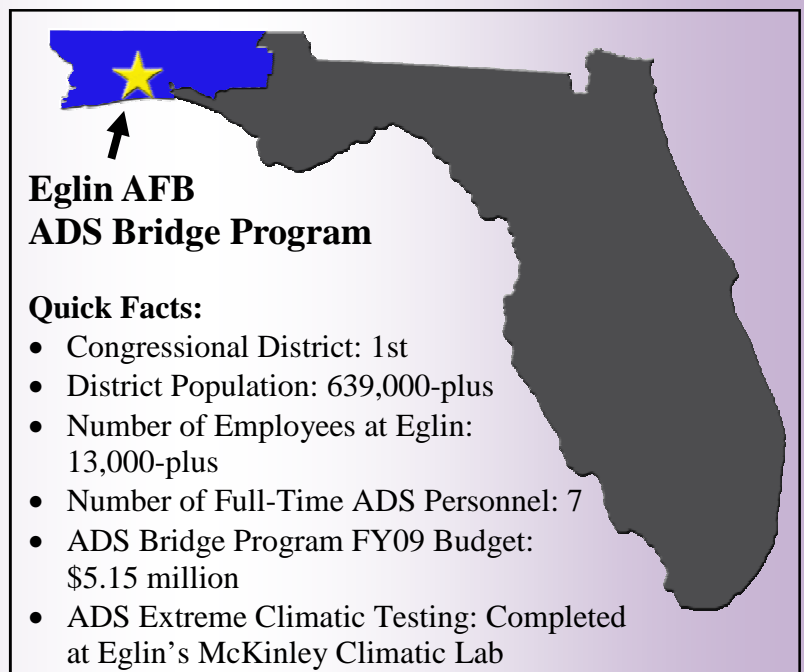 Eglin AFB
ADS Bridge Program
Quick Facts:
• Congressional District: 1st
• District Population: 639,000-plus
• Number of Employees at Eglin:
13,000-plus
• Number of Full-Time ADS Personnel: 7
• ADS Bridge Program FY09 Budget:
$5.15 million
• ADS Extreme Climatic Testing: Completed
at Eglin’s McKinley Climatic Lab